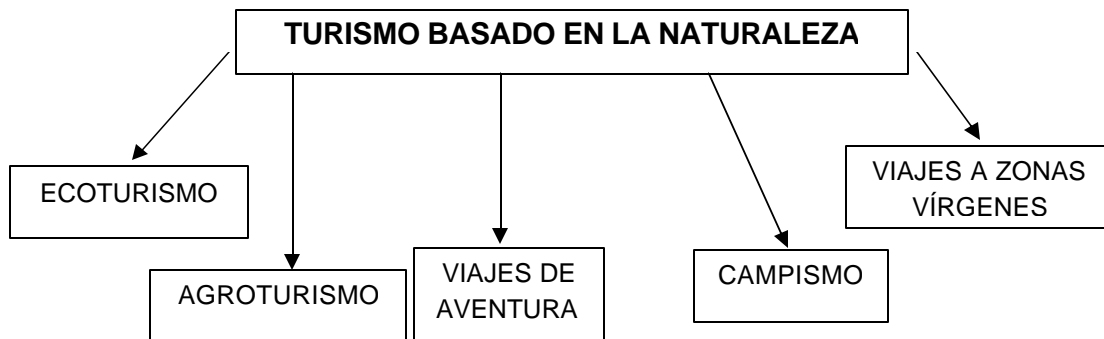 TURISMO BASADO EN LA NATURALEZA
ECOTURISMO
AGROTURISMO
VIAJES DE
AVENTURA
CAMPISMO
VIAJES A ZONAS
VÍRGENES